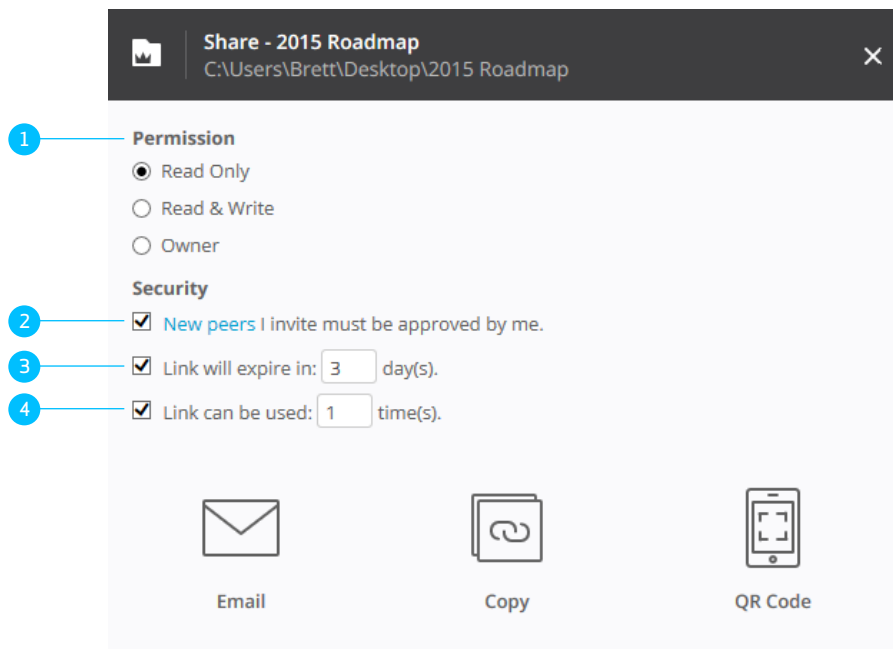 Share - 2015 Roadmap
C:\Users\Brett\Desktop\2015 Roadmap
1
Permission
Read Only
Read & Write
Owner
Security
2
New peers I invite must be approved by me.
3
Link will expire in: 3 day(s).
4
Link can be used: 1 time(s).
Email Copy QR Code